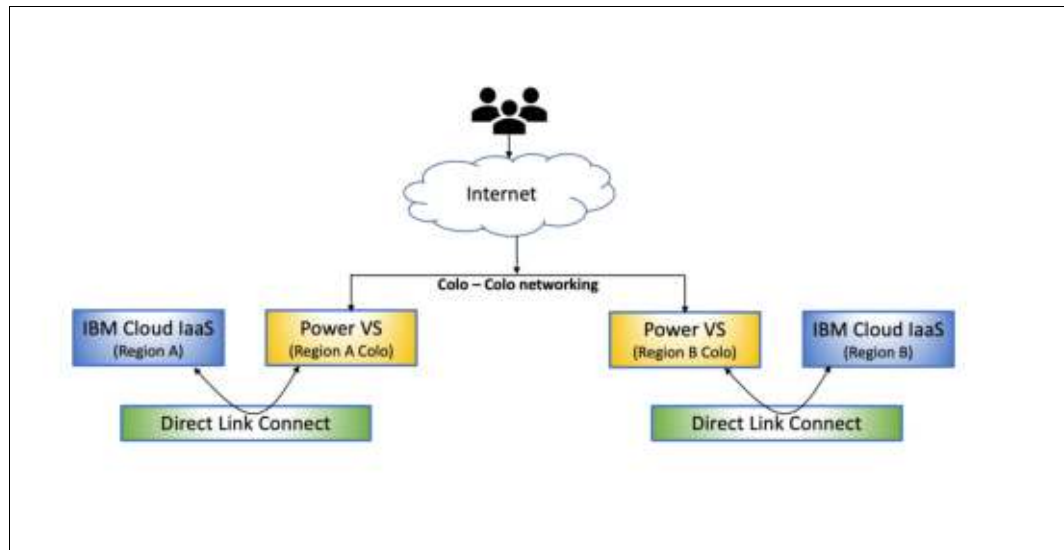 Internet
Colo – Colo networking
IBM Cloud IaaS
(Region A)
Power VS
(Region A Colo)
Power VS
(Region B Colo)
IBM Cloud IaaS
(Region B)
Direct Link Connect
Direct Link Connect